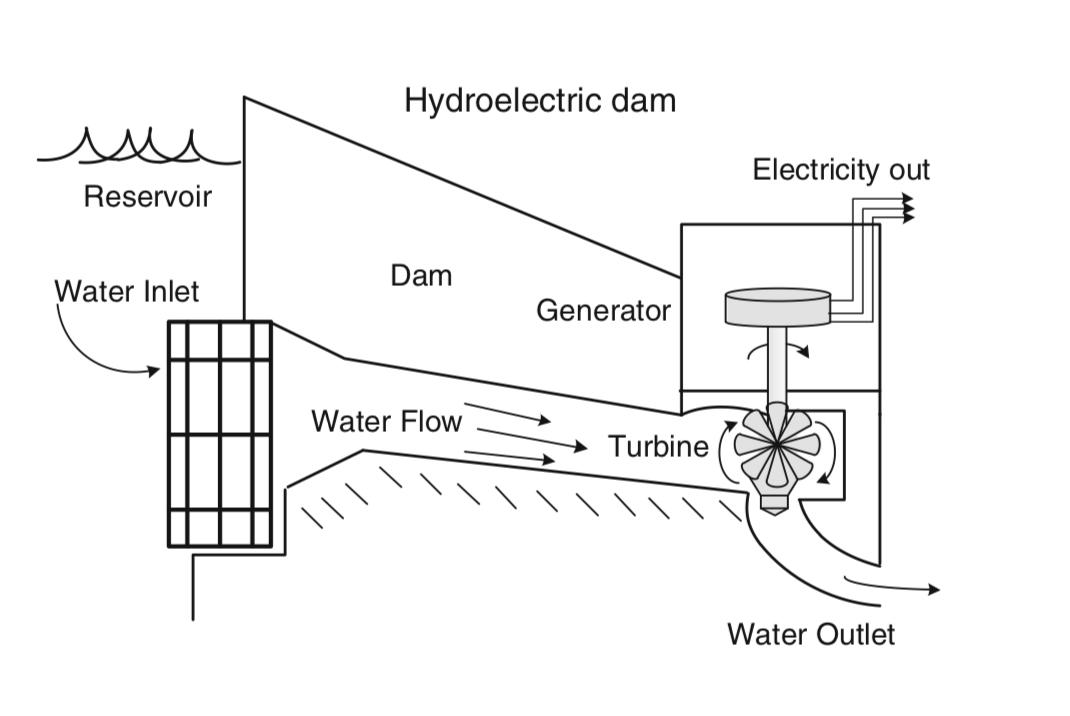 Hydroelectric dam
Electricity out
Reservoir
Dam
Water Inlet
Generator
Water Flow
Turbine
Water Outlet